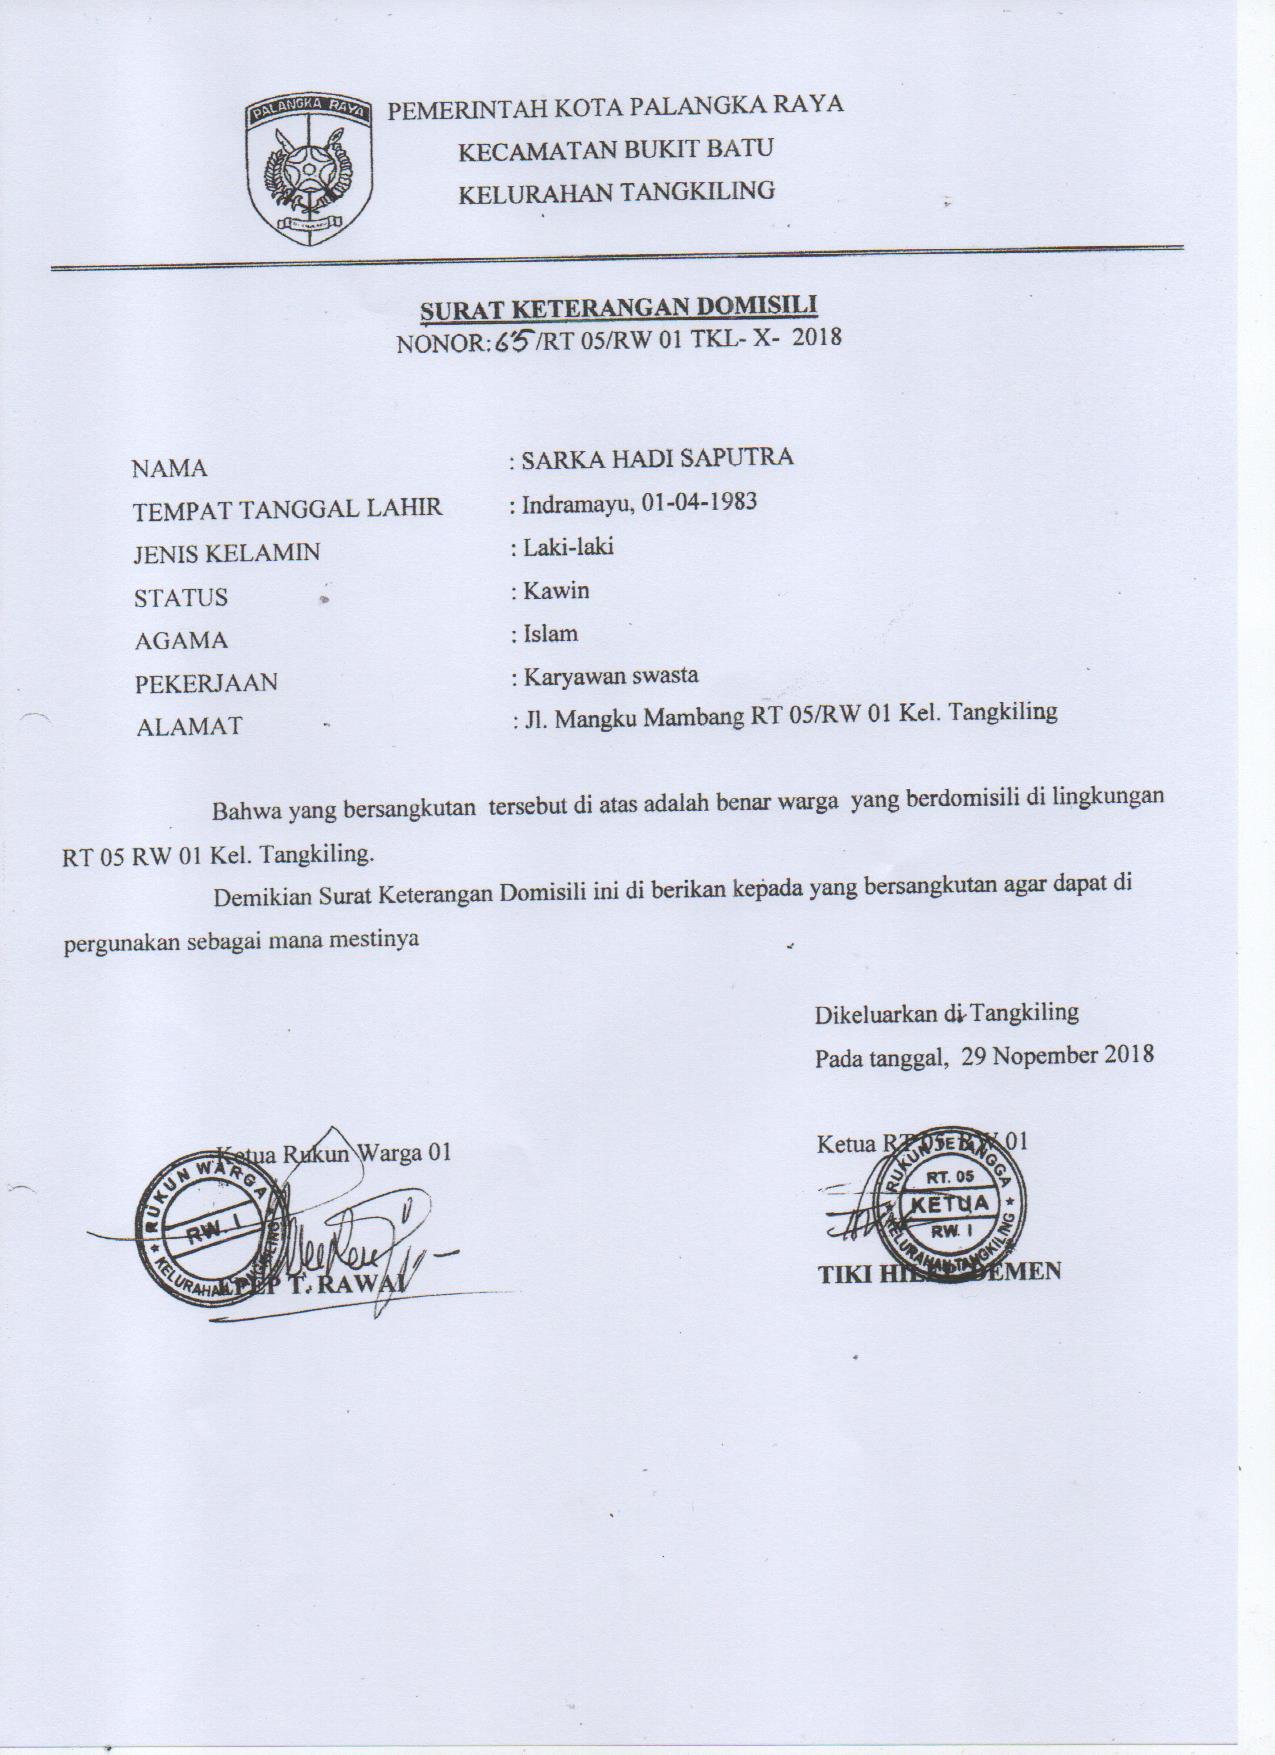 PALANGKA RAYA
PEMERINTAH KOTA PALANGKA RAYA
KECAMATAN BUKIT BATU
KELURAHAN TANGKILING
SURAT KETERANGAN DOMISILI
NONOR: 65/RT 05/RW 01 TKL- X- 2018
NAMA : SARKA HADI SAPUTRA
TEMPAT TANGGAL LAHIR : Indramayu, 01-04-1983
JENIS KELAMIN : Laki-laki
STATUS : Kawin
AGAMA : Islam
PEKERJAAN : Karyawan swasta
ALAMAT : Jl. Mangku Mambang RT 05/RW 01 Kel. Tangkiling
Bahwa yang bersangkutan tersebut di atas adalah benar warga yang berdomisili di lingkungan
RT 05 RW 01 Kel. Tangkiling.
Demikian Surat Keterangan Domisili ini di berikan kepada yang bersangkutan agar dapat di
pergunakan sebagai mana mestinya
Dikeluarkan di Tangkiling
Pada tanggal, 29 Nopember 2018
Ketua Rukun Warga 01
RUKUN WARGA
RW. I
KELURAHAN TANGKILING
T. RAWAI
Ketua RT 05 RW 01
RUKUN TETANGGA
RT. 05
KETUA
RW. I
KELURAHAN TANGKILING
TIKI DEMEN